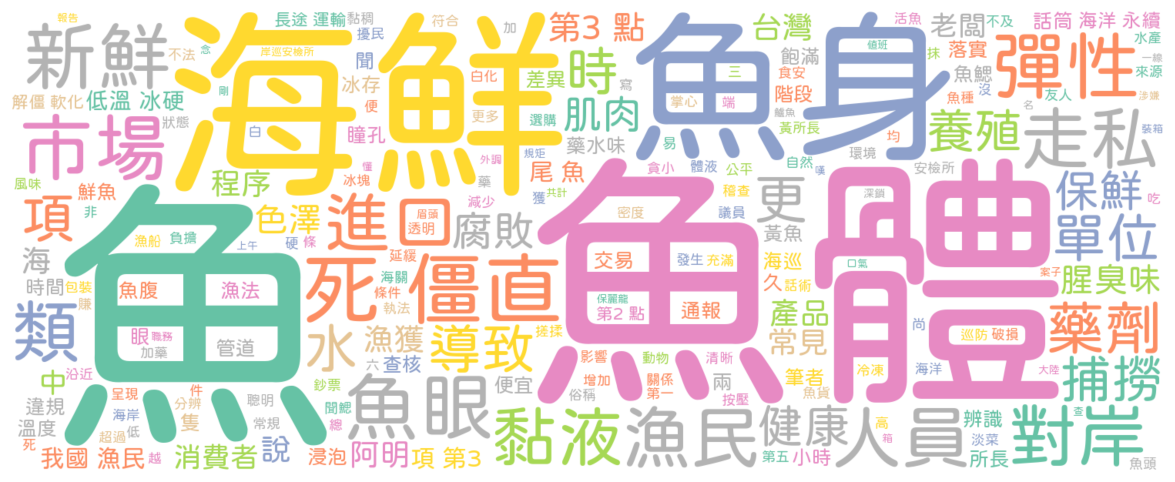 海鮮
魚身
魚
魚體
新鮮
市場
彈性
走私
養殖
保鮮
單位
第3 點
台灣
老闆
話筒 海洋 永續
水產
報告
長途 運輸
黏稠
擾民
念
岸巡安檢所
符合
加
活魚
值班
不及
一線
不法
聞
冰存
白化
差異
時
飽滿
食安
落實
來源
涉嫌
解僵 軟化
低溫 冰硬
便
更多
寫
三
抹
魚鰓
沒
魚種
友人
名
裝箱
狀態
剛
白
瞳孔
掌心
端
階段
鱸魚
選購
肌肉
藥水味
易
黃所長
均
環境
自然
嘆
安檢所
風味
鮮魚
非
程序
懂
冰塊
藥
外觀
規矩
減少
尾 魚
獲
共計
貪小
體液
公平
稽查
議員
密度
更
深鎖
吃
項
色澤
眉頭
透明
進口
腐敗
黃魚
海
漁船
負擔
上午
硬
條
延緩
海關
條件
執法
死
僵直
交易
發生
充滿
海巡
久
話術
口氣
案子
腥臭味
時間
包裝
賺
魚腹
漁法
保麗龍
第2 點
通報
產品
藥劑
類
眼
職務
加藥
管道
水
漁獲
導致
搓揉
常見
尚
巡防
破損
中
沿近
六
查核
影響
動物
清晰
筆者
冷凍
海洋
大陸
捕撈
違規
呈現
件
鈔票
魚眼
便宜
俗稱
增加
關係
第一
按壓
兩
魚貨
溫度
海岸
分辨
聰明
聞鰓
常規
隻
總
黏液
漁民
健康
人員
高
箱
辨識
淡菜
查
對岸
死
超過
低
越
我國 漁民
消費者
說
浸泡
阿明
項 第3
第五
小時
所長
魚頭